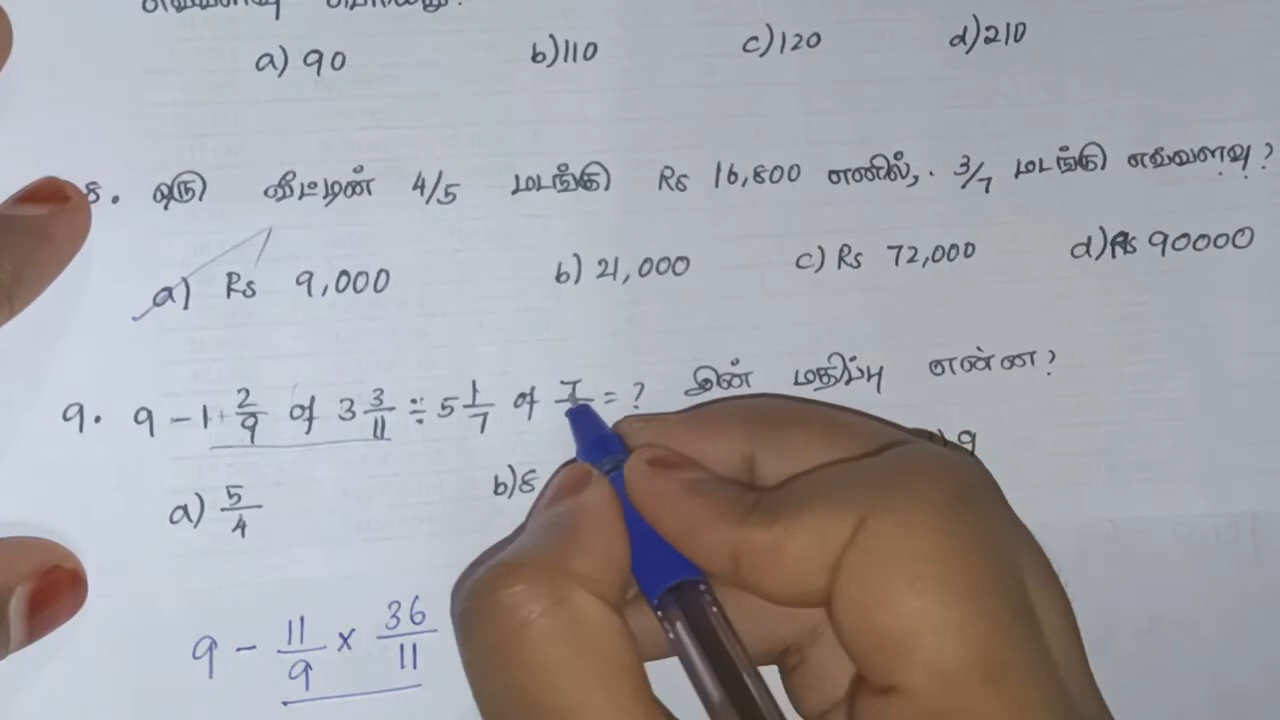 a) 90 b) 110 c) 120 d) 210
8. ஒரு வீட்டின் 4/5 மடங்கு Rs 16,800 எனில், 3/7 மடங்கு எவ்வளவு?
a) Rs 9,000 b) 21,000 c) Rs 72,000 d) Rs 90000
9. 9 - 1 2/9 of 3 3/11 ÷ 5 1/7 of 7 = ? இன் மதிப்பு என்ன?
a) 5/4 b) 8 9
9 - 11/9 × 36/11